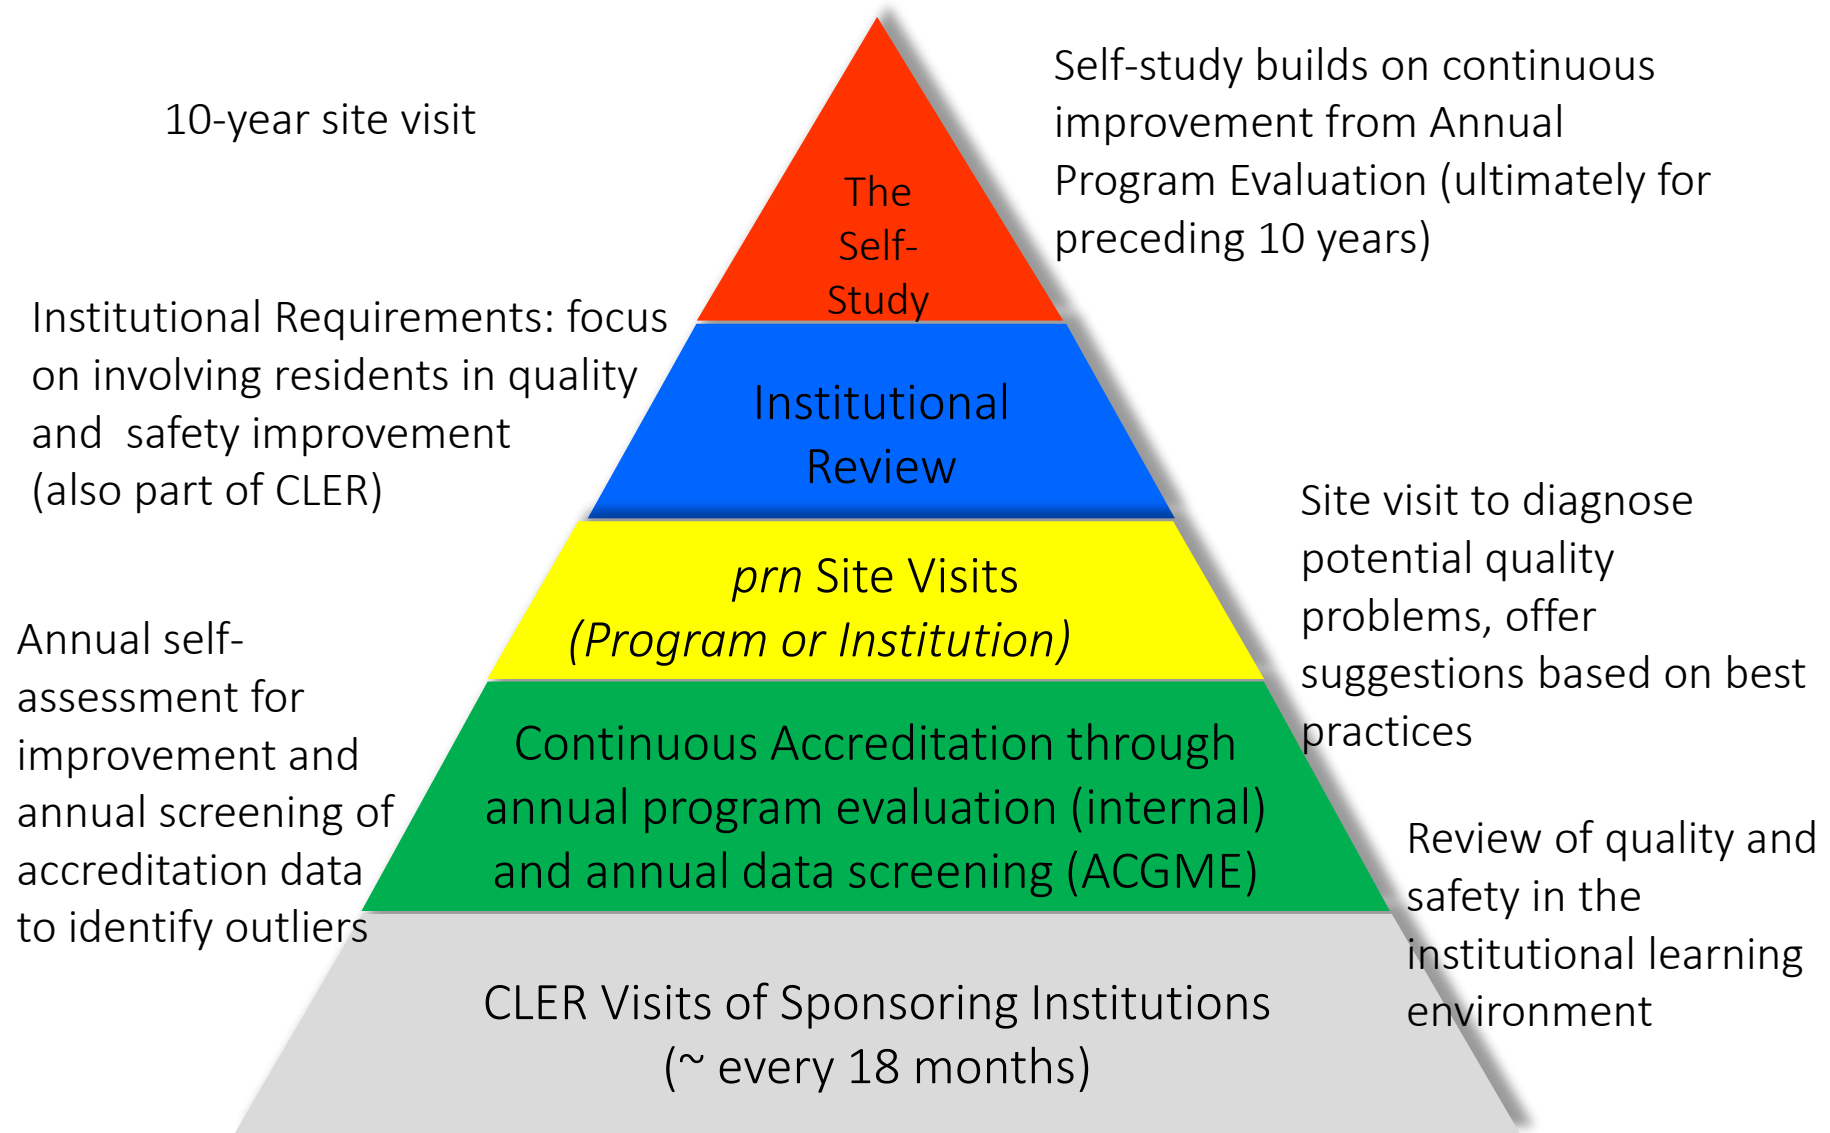 10-year site visit
Self-study builds on continuous
improvement from Annual
Program Evaluation (ultimately for
preceding 10 years)
The
Self-
Study
Institutional Requirements: focus
on involving residents in quality
and  safety improvement
(also part of CLER)
Institutional
Review
prn Site Visits
(Program or Institution)
Site visit to diagnose
potential quality
problems, offer
suggestions based on best
practices
Annual self-
assessment for
improvement and
annual screening of
accreditation data
to identify outliers
Continuous Accreditation through
annual program evaluation (internal)
and annual data screening (ACGME)
Review of quality and
safety in the
institutional learning
environment
CLER Visits of Sponsoring Institutions
(~ every 18 months)